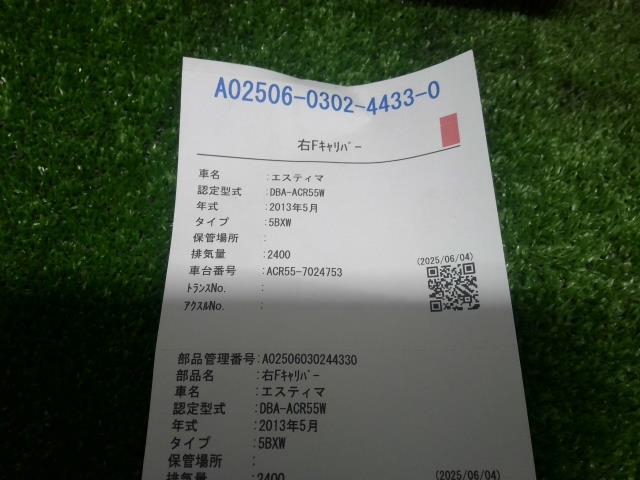 A02506-0302-4433-0
右Fｷｬﾘﾊﾟｰ
車名 :エスティマ
認定型式 :DBA-ACR55W
年式 :2013年5月
タイプ :5BXW
保管場所 :
排気量 :2400
(2025/06/04)
車台番号 :ACR55-7024753
ﾄﾗﾝｽNo. :
ｱｸｽﾙNo. :
部品管理番号:A02506030244330
部品名 :右Fｷｬﾘﾊﾟｰ
車名 :エスティマ
認定型式 :DBA-ACR55W
年式 :2013年5月
タイプ :5BXW
保管場所 :
排気量 :2400
(2025/06/04)